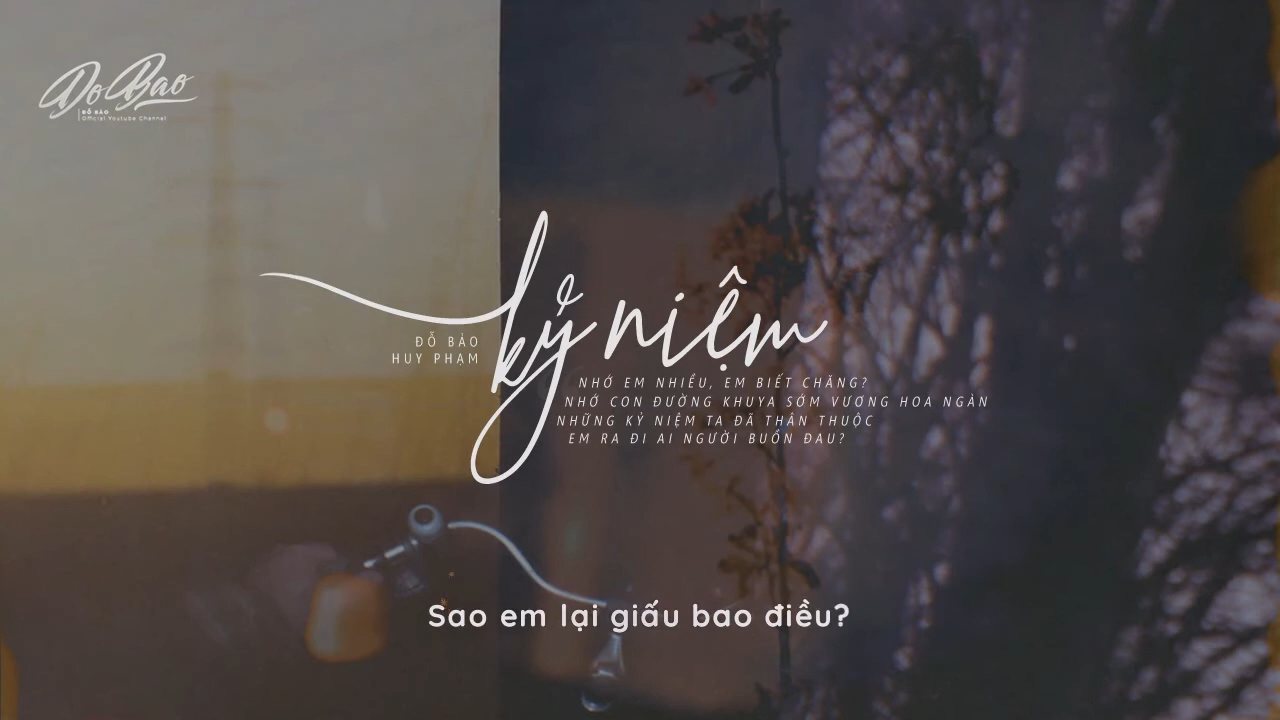 Đỗ Bảo
ĐỖ BẢO
Official Youtube Channel
kỷ niệm
ĐỖ BẢO
HUY PHẠM
NHỚ EM NHIỀU, EM BIẾT CHĂNG?
NHỚ CON ĐƯỜNG KHUYA SỚM VƯƠNG HOA NGÀN
NHỮNG KỶ NIỆM TA ĐÃ THÂN THUỘC
EM RA ĐI AI NGƯỜI BUỒN ĐAU?
Sao em lại giấu bao điều?